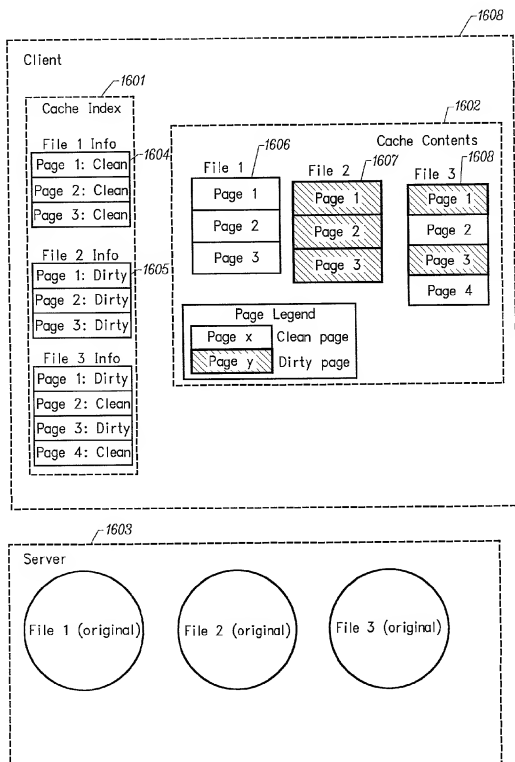 1608
Client
1601
Cache Index
File 1 Info
1604
Page 1: Clean
Page 2: Clean
Page 3: Clean
File 2 Info
1605
Page 1: Dirty
Page 2: Dirty
Page 3: Dirty
File 3 Info
Page 1: Dirty
Page 2: Clean
Page 3: Dirty
Page 4: Clean
1602
Cache Contents
File 1
1606
Page 1
Page 2
Page 3
File 2
1607
Page 1
Page 2
Page 3
File 3
1608
Page 1
Page 2
Page 3
Page 4
Page Legend
Page x Clean page
Page y Dirty page
1603
Server
File 1 (original)
File 2 (original)
File 3 (original)